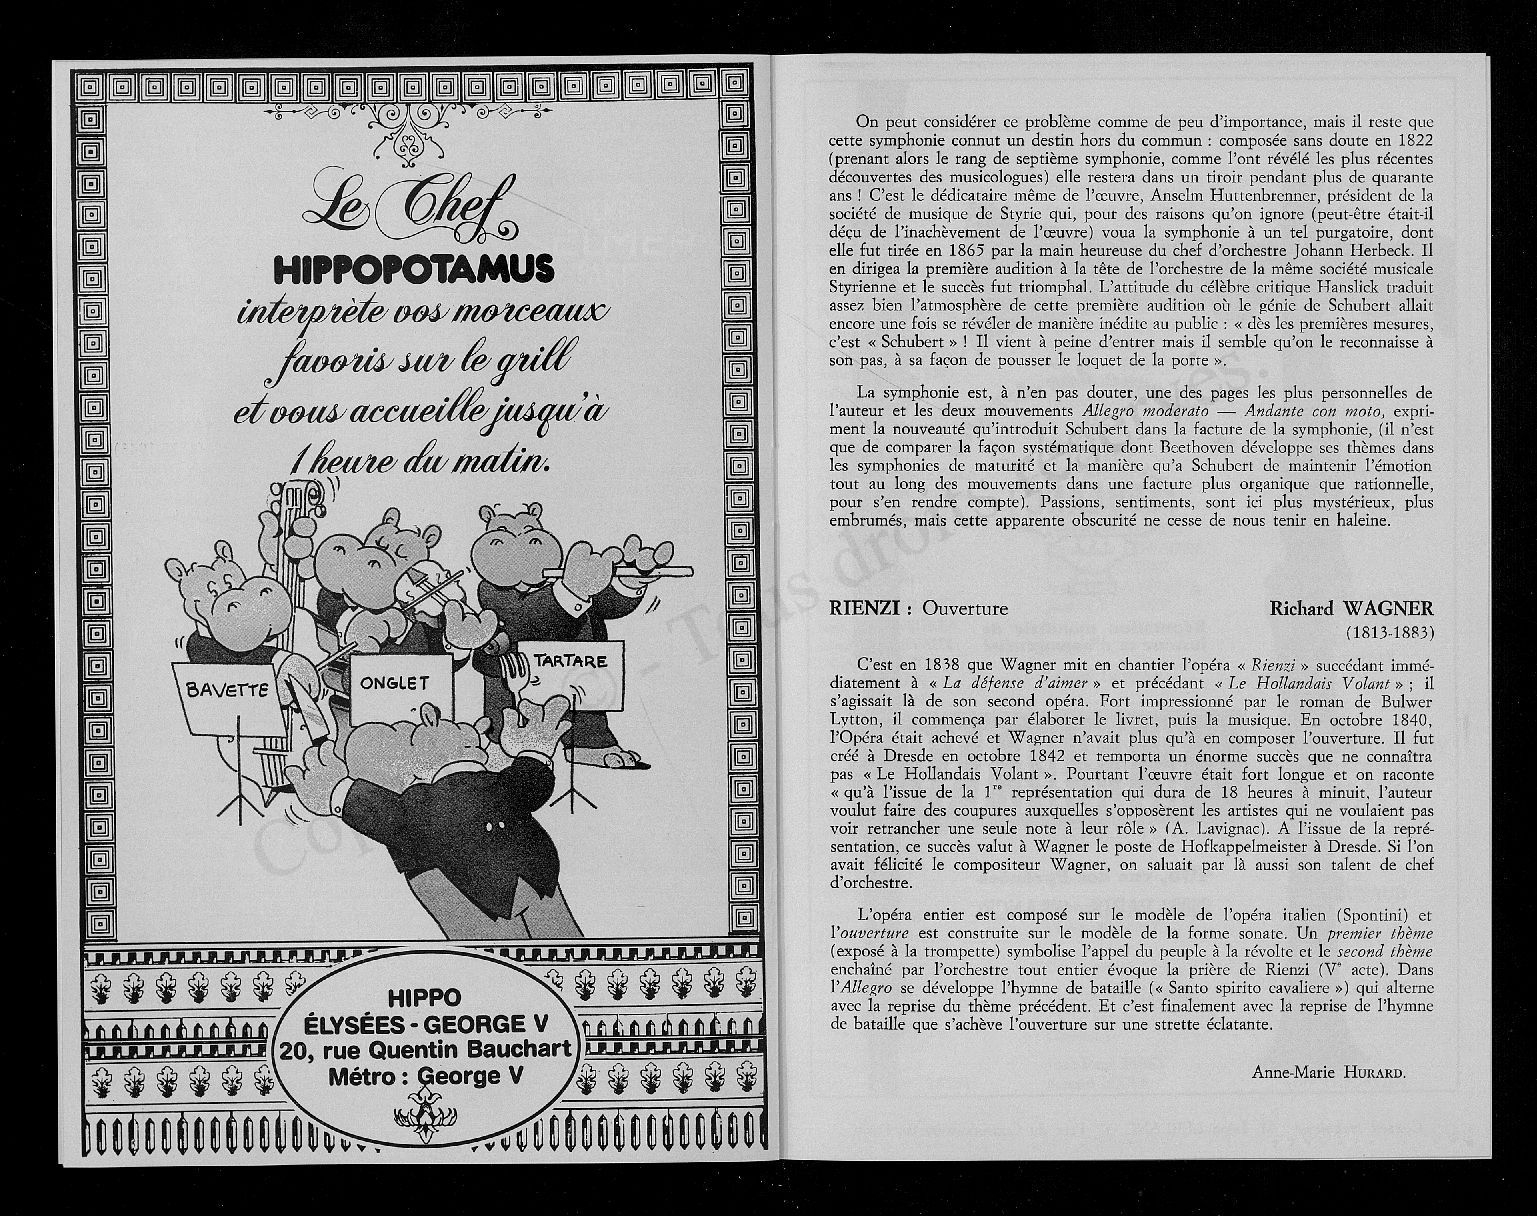 Le Chef
HIPPOPOTAMUS
interprète vos morceaux
favoris sur le grill
et vous accueille jusqu'à
1 heure du matin.
BAVETTE
ONGLET
TARTARE
HIPPO
ÉLYSÉES - GEORGE V
20, rue Quentin Bauchart
Métro : George V
On peut considérer ce problème comme de peu d'importance, mais il reste que
cette symphonie connut un destin hors du commun : composée sans doute en 1822
(prenant alors le rang de septième symphonie, comme l'ont révélé les plus récentes
découvertes des musicologues) elle restera dans un tiroir pendant plus de quarante
ans ! C'est le dédicataire même de l'œuvre, Anselm Huttenbrenner, président de la
société de musique de Styrie qui, pour des raisons qu'on ignore (peut-être était-il
déçu de l'inachèvement de l'œuvre) voua la symphonie à un tel purgatoire, dont
elle fut tirée en 1865 par la main heureuse du chef d'orchestre Johann Herbeck. Il
en dirigea la première audition à la tête de l'orchestre de la même société musicale
Styrienne et le succès fut triomphal. L'attitude du célèbre critique Hanslick traduit
assez bien l'atmosphère de cette première audition où le génie de Schubert allait
encore une fois se révéler de manière inédite au public : « dès les premières mesures,
c'est « Schubert » ! Il vient à peine d'entrer mais il semble qu'on le reconnaisse à
son pas, à sa façon de pousser le loquet de la porte ».
La symphonie est, à n'en pas douter, une des pages les plus personnelles de
l'auteur et les deux mouvements Allegro moderato — Andante con moto, expri-
ment la nouveauté qu'introduit Schubert dans la facture de la symphonie, (il n'est
que de comparer la façon systématique dont Beethoven développe ses thèmes dans
les symphonies de maturité et la manière qu'a Schubert de maintenir l'émotion
tout au long des mouvements dans une facture plus organique que rationnelle,
pour s'en rendre compte). Passions, sentiments, sont ici plus mystérieux, plus
embrumés, mais cette apparente obscurité ne cesse de nous tenir en haleine.
RIENZI : Ouverture Richard WAGNER
(1813-1883)
C'est en 1838 que Wagner mit en chantier l'opéra « Rienzi » succédant immé-
diatement à « La défense d'aimer » et précédant « Le Hollandais Volant » ; il
s'agissait là de son second opéra. Fort impressionné par le roman de Bulwer
Lytton, il commença par élaborer le livret, puis la musique. En octobre 1840,
l'Opéra était achevé et Wagner n'avait plus qu'à en composer l'ouverture. Il fut
créé à Dresde en octobre 1842 et remporta un énorme succès que ne connaîtra
pas « Le Hollandais Volant ». Pourtant l'œuvre était fort longue et on raconte
« qu'à l'issue de la 1re représentation qui dura de 18 heures à minuit, l'auteur
voulut faire des coupures auxquelles s'opposèrent les artistes qui ne voulaient pas
voir retrancher une seule note à leur rôle » (A. Lavignac). A l'issue de la repré-
sentation, ce succès valut à Wagner le poste de Hofkappelmeister à Dresde. Si l'on
avait félicité le compositeur Wagner, on saluait par là aussi son talent de chef
d'orchestre.
L'opéra entier est composé sur le modèle de l'opéra italien (Spontini) et
l'ouverture est construite sur le modèle de la forme sonate. Un premier thème
(exposé à la trompette) symbolise l'appel du peuple à la révolte et le second thème
enchaîné par l'orchestre tout entier évoque la prière de Rienzi (V° acte). Dans
l'Allegro se développe l'hymne de bataille (« Santo spirito cavaliere ») qui alterne
avec la reprise du thème précédent. Et c'est finalement avec la reprise de l'hymne
de bataille que s'achève l'ouverture sur une strette éclatante.
Anne-Marie HURARD.